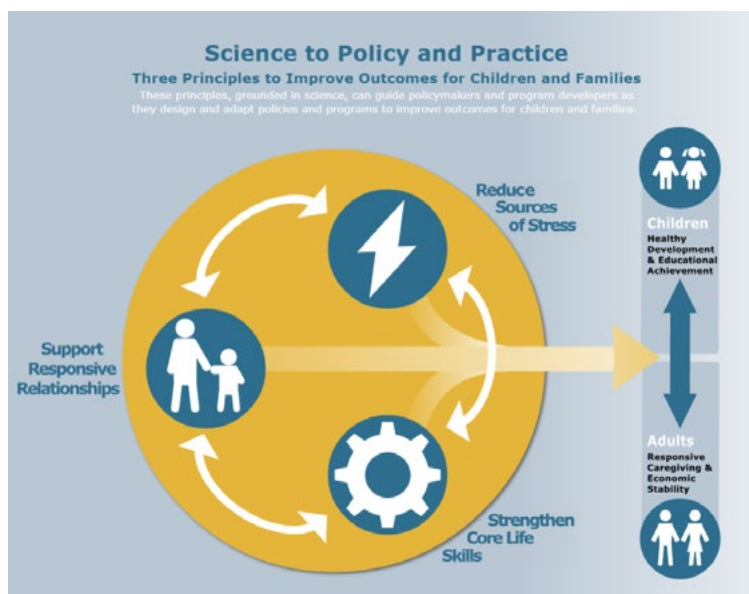 Science to Policy and Practice
Three Principles to Improve Outcomes for Children and Families
These principles, grounded in science, can guide policymakers and program developers as
they design and adapt policies and programs to improve outcomes for children and families.
Reduce
Sources
of Stress
Support
Responsive
Relationships
Strengthen
Core Life
Skills
Children
Healthy
Development
& Educational
Achievement
Adults
Responsive
Caregiving &
Economic
Stability